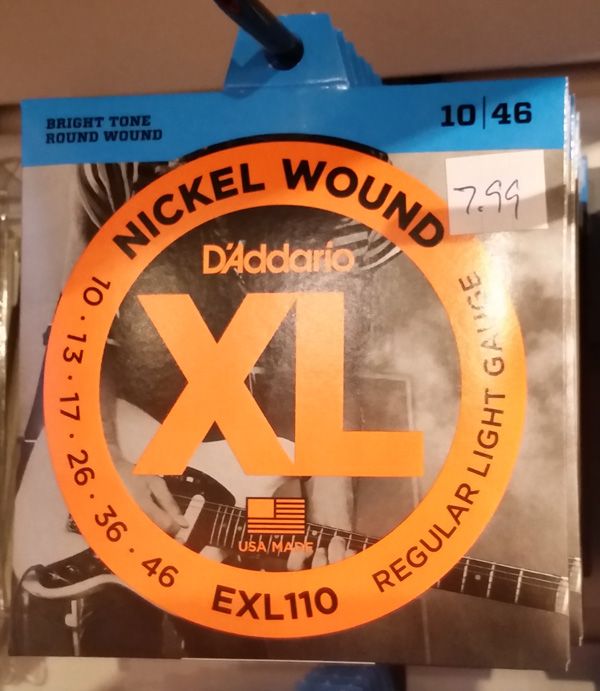 BRIGHT TONE
ROUND WOUND
10|46
7.99
NICKEL WOUND
D'Addario
XL
10 · 13 · 17 · 26 · 36 · 46
REGULAR LIGHT GAUGE
USA MADE
EXL110